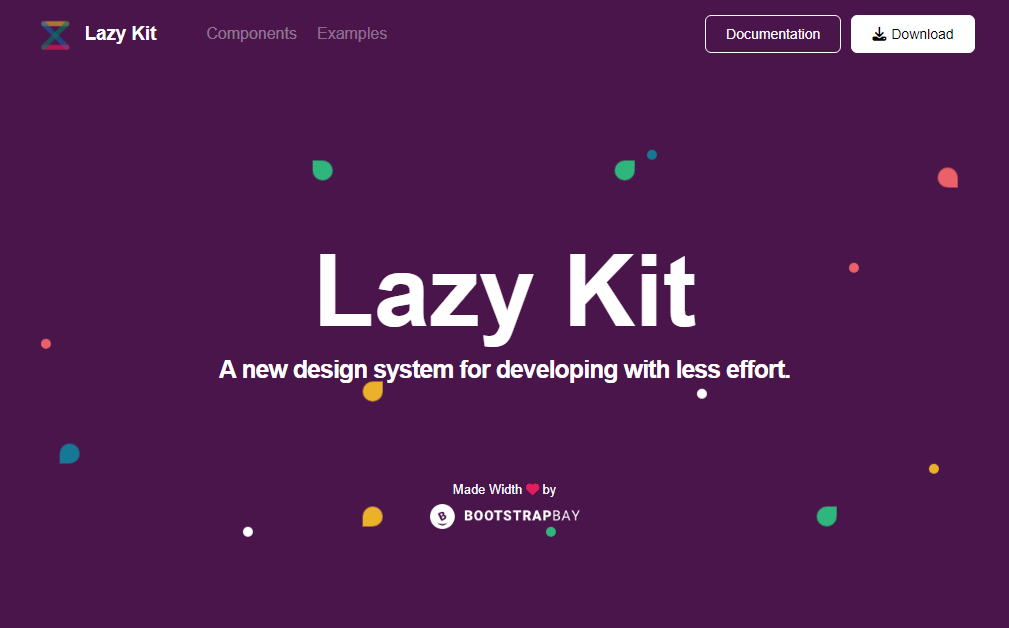 Lazy Kit
Components
Examples
Documentation
Download
Lazy Kit
A new design system for developing with less effort.
Made Width by
BOOTSTRAPBAY